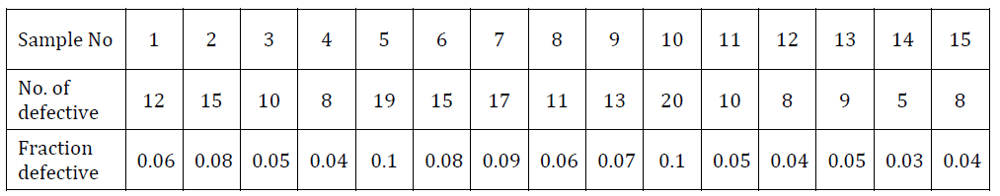 Sample No 1 2 3 4 5 6 7 8 9 10 11 12 13 14 15
No. of
defective 12 15 10 8 19 15 17 11 13 20 10 8 9 5 8
Fraction
defective 0.06 0.08 0.05 0.04 0.1 0.08 0.09 0.06 0.07 0.1 0.05 0.04 0.05 0.03 0.04